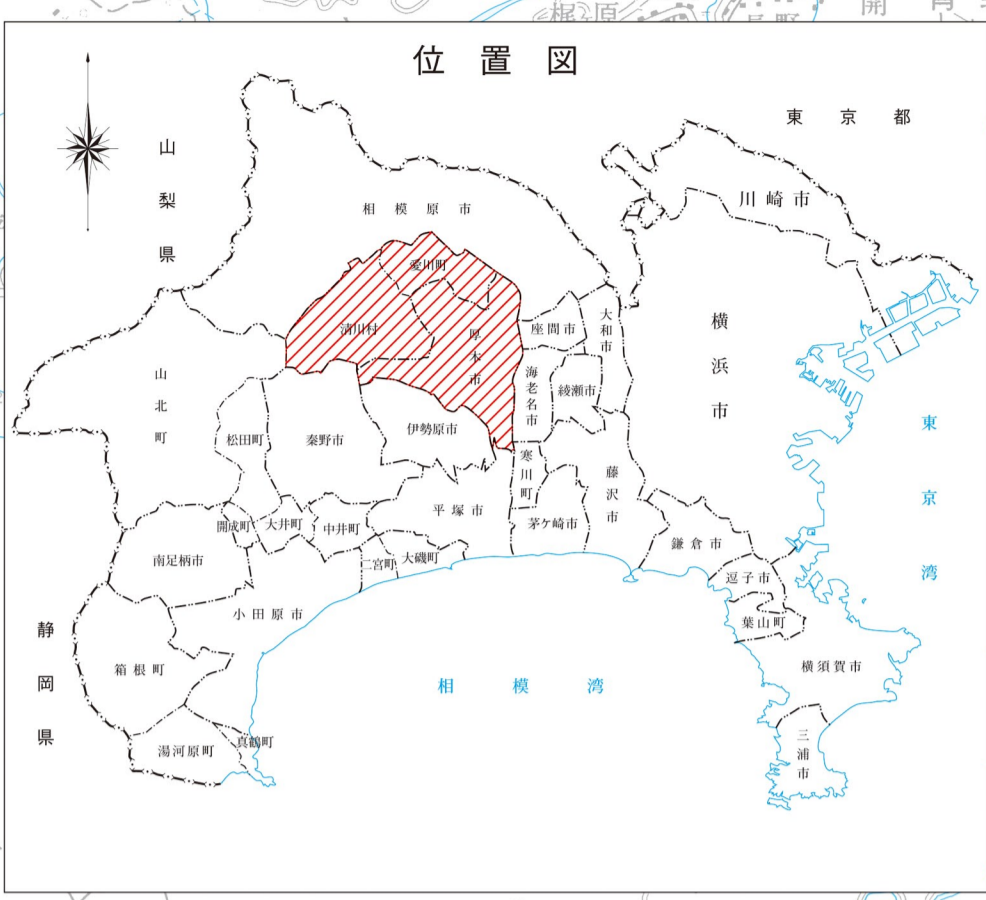 梶原
長野
開
位置図
東京都
山梨県
川崎市
相模原市
愛川町
清川村
厚木市
座間市
大和市
横浜市
海老名市
綾瀬市
山北町
松田町
秦野市
伊勢原市
東京湾
寒川町
藤沢市
平塚市
茅ケ崎市
開成町
大井町
中井町
鎌倉市
南足柄市
二宮町
大磯町
逗子市
小田原市
葉山町
静岡県
箱根町
横須賀市
相模湾
湯河原町
真鶴町
三浦市